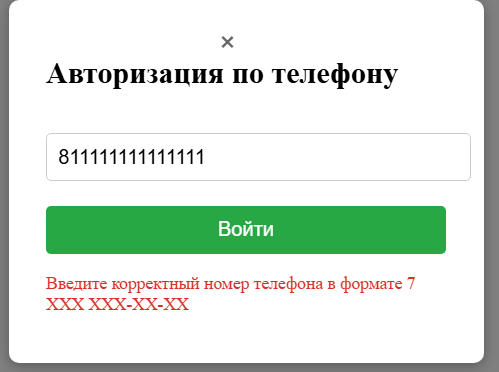 ×
Авторизация по телефону
811111111111111
Войти
Введите корректный номер телефона в формате 7
XXX XXX-XX-XX